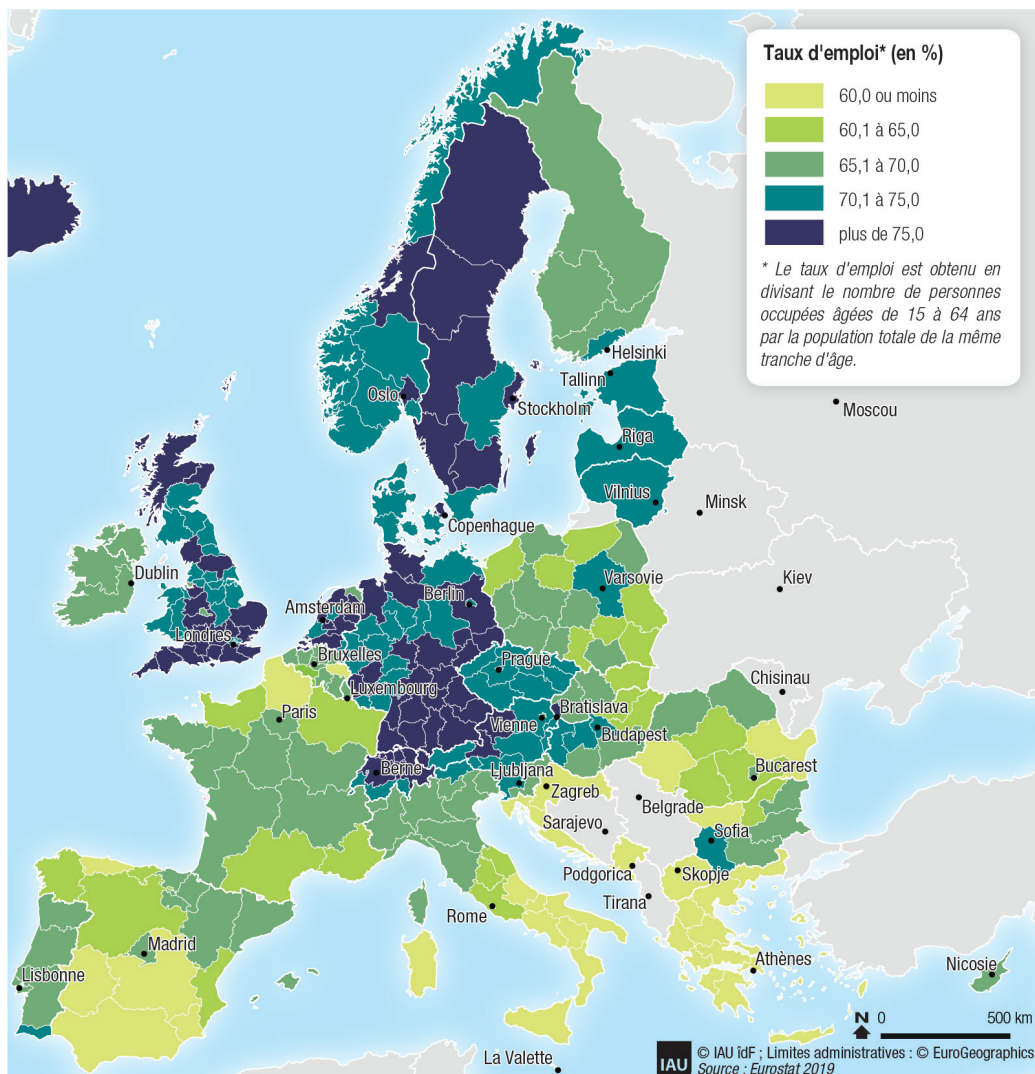 Taux d'emploi* (en %)
60,0 ou moins
60,1 à 65,0
65,1 à 70,0
70,1 à 75,0
plus de 75,0
* Le taux d'emploi est obtenu en
divisant le nombre de personnes
occupées âgées de 15 à 64 ans
par la population totale de la même
tranche d'âge.
Helsinki
Tallinn
Oslo
Stockholm
Moscou
Riga
Vilnius
Minsk
Copenhague
Dublin
Varsovie
Kiev
Amsterdam
Berlin
Londres
Bruxelles
Prague
Luxembourg
Chisinau
Paris
Bratislava
Vienne
Budapest
Berne
Ljubljana
Bucarest
Zagreb
Belgrade
Sarajevo
Sofia
Podgorica
Skopje
Tirana
Rome
Madrid
Athènes
Lisbonne
Nicosie
N 0 500 km
La Valette
IAU
© IAU îdF ; Limites administratives : © EuroGeographics
Source : Eurostat 2019